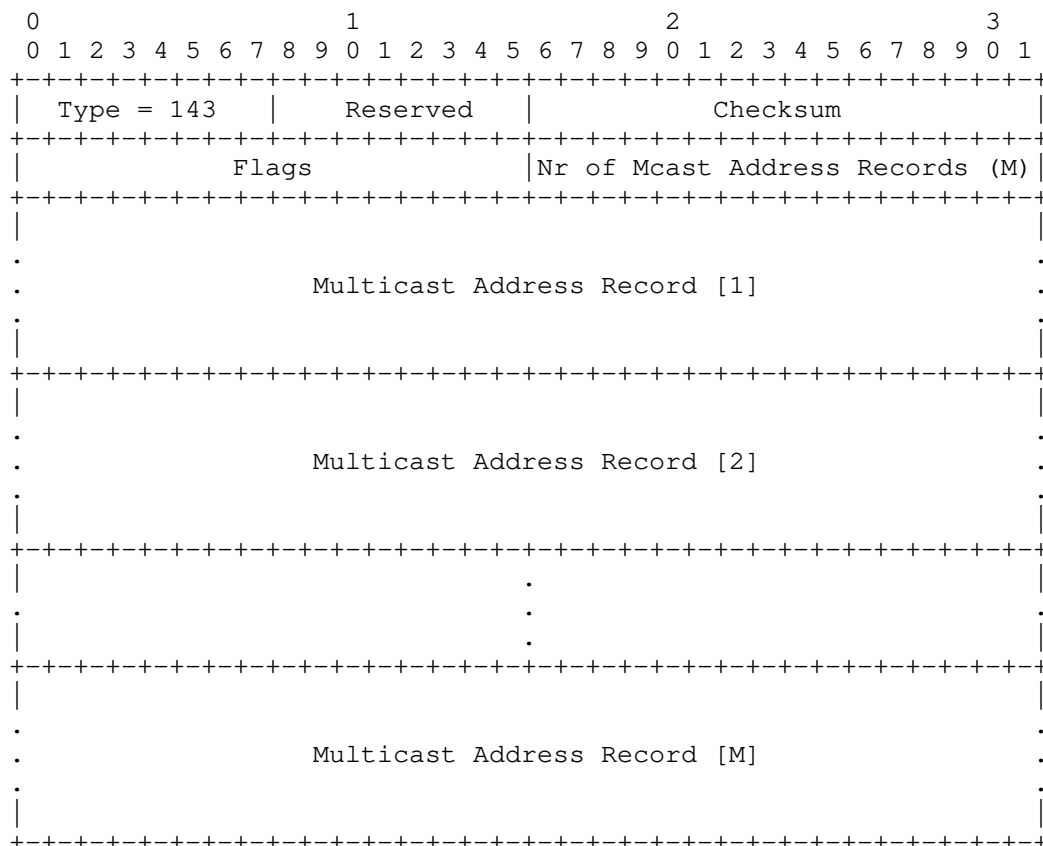 0                   1                   2                   3
0 1 2 3 4 5 6 7 8 9 0 1 2 3 4 5 6 7 8 9 0 1 2 3 4 5 6 7 8 9 0 1
+-+-+-+-+-+-+-+-+-+-+-+-+-+-+-+-+-+-+-+-+-+-+-+-+-+-+-+-+-+-+-+-+
|  Type = 143   |    Reserved   |           Checksum            |
+-+-+-+-+-+-+-+-+-+-+-+-+-+-+-+-+-+-+-+-+-+-+-+-+-+-+-+-+-+-+-+-+
|             Flags             |Nr of Mcast Address Records (M)|
+-+-+-+-+-+-+-+-+-+-+-+-+-+-+-+-+-+-+-+-+-+-+-+-+-+-+-+-+-+-+-+-+
|                                                               |
.                                                               .
.                 Multicast Address Record [1]                  .
.                                                               .
|                                                               |
+-+-+-+-+-+-+-+-+-+-+-+-+-+-+-+-+-+-+-+-+-+-+-+-+-+-+-+-+-+-+-+-+
|                                                               |
.                                                               .
.                 Multicast Address Record [2]                  .
.                                                               .
|                                                               |
+-+-+-+-+-+-+-+-+-+-+-+-+-+-+-+-+-+-+-+-+-+-+-+-+-+-+-+-+-+-+-+-+
|                               .                               |
.                               .                               .
|                               .                               |
+-+-+-+-+-+-+-+-+-+-+-+-+-+-+-+-+-+-+-+-+-+-+-+-+-+-+-+-+-+-+-+-+
|                                                               |
.                                                               .
.                 Multicast Address Record [M]                  .
.                                                               .
|                                                               |
+-+-+-+-+-+-+-+-+-+-+-+-+-+-+-+-+-+-+-+-+-+-+-+-+-+-+-+-+-+-+-+-+